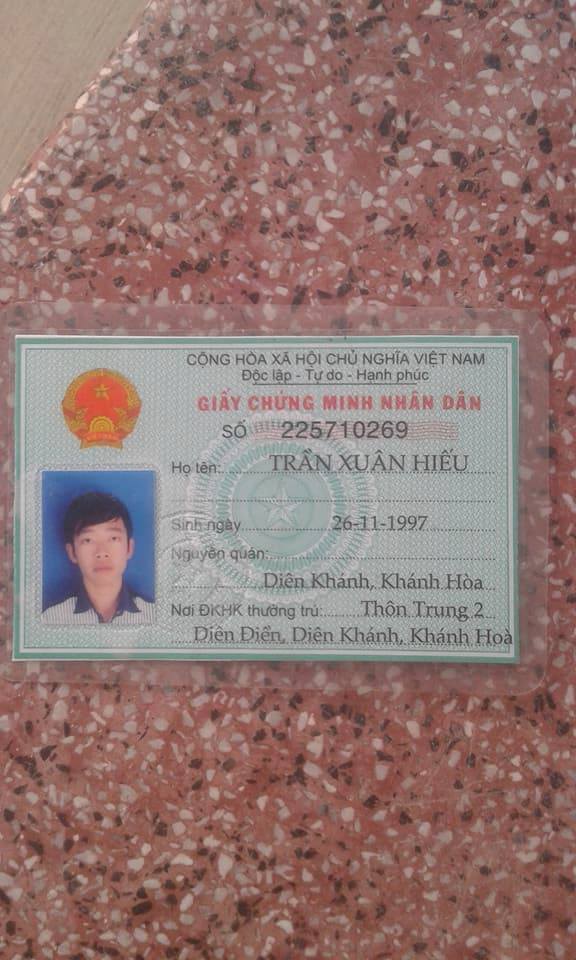 CỘNG HÒA XÃ HỘI CHỦ NGHĨA VIỆT NAM
Độc lập - Tự do - Hạnh phúc
GIẤY CHỨNG MINH NHÂN DÂN
SỐ 225710269
Họ tên: TRẦN XUÂN HIẾU
Sinh ngày 26-11-1997
Nguyên quán:
Diên Khánh, Khánh Hòa
Nơi ĐKHK thường trú: Thôn Trung 2
Diên Điền, Diên Khánh, Khánh Hoà